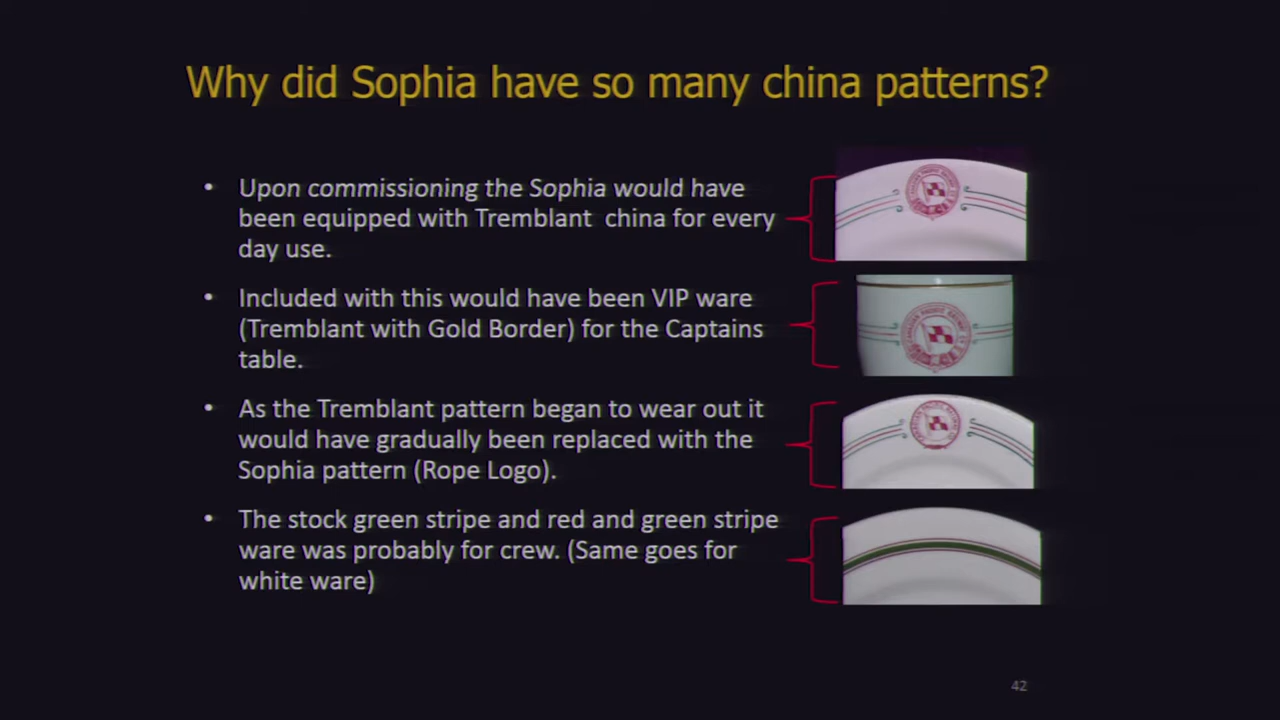 Why did Sophia have so many china patterns?
• Upon commissioning the Sophia would have
been equipped with Tremblant china for every
day use.
• Included with this would have been VIP ware
(Tremblant with Gold Border) for the Captains
table.
• As the Tremblant pattern began to wear out it
would have gradually been replaced with the
Sophia pattern (Rope Logo).
• The stock green stripe and red and green stripe
ware was probably for crew. (Same goes for
white ware)
42